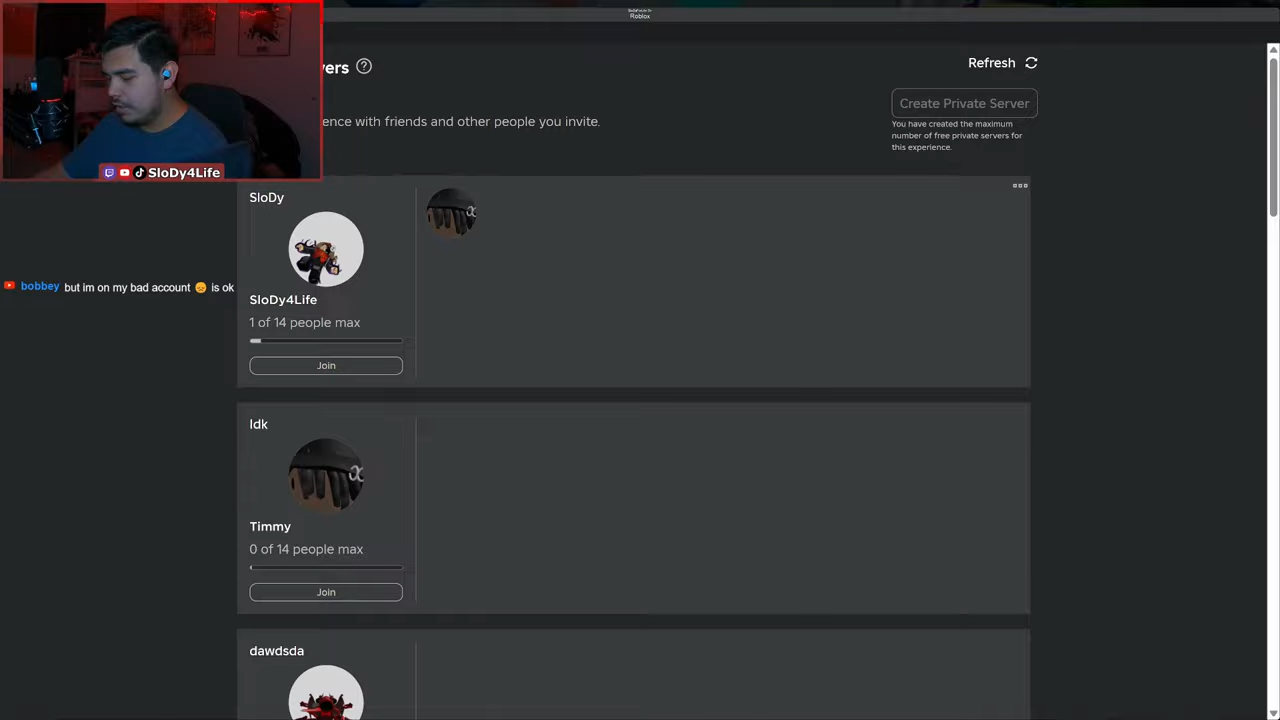 Roblox
vers
Refresh
Create Private Server
You have created the maximum
number of free private servers for
this experience.
ence with friends and other people you invite.
SloDy4Life
SloDy
SloDy4Life
1 of 14 people max
Join
bobbey but im on my bad account 😞 is ok
Idk
Timmy
0 of 14 people max
Join
dawdsda